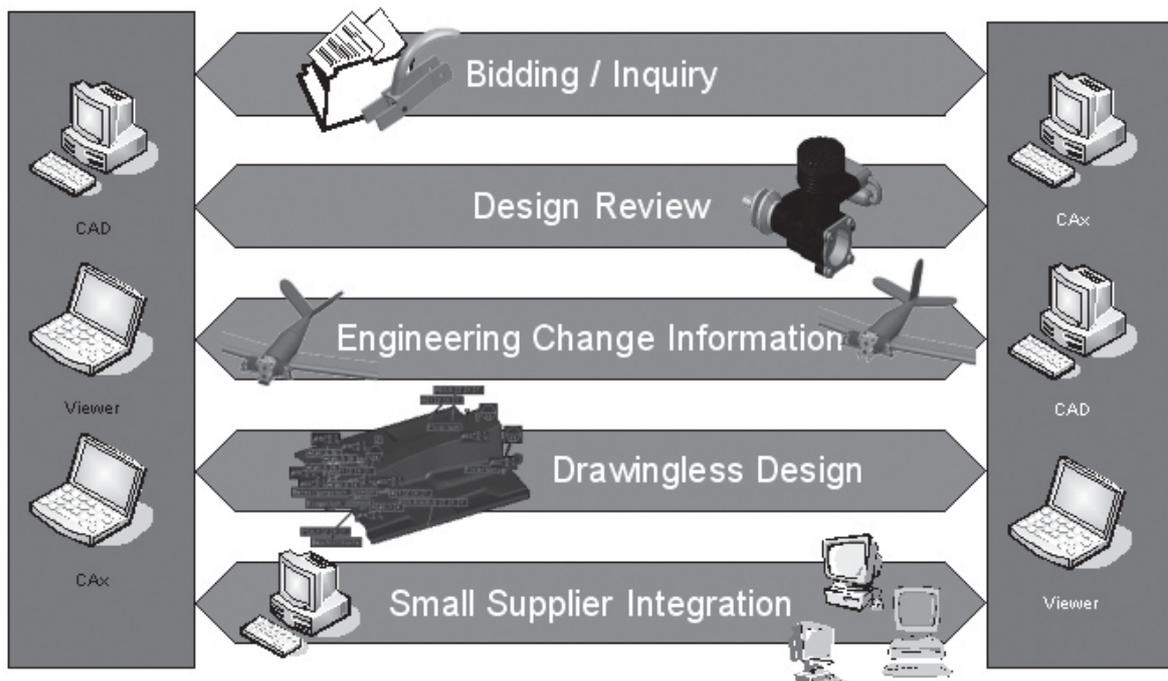 Bidding / Inquiry
CAD
Design Review
CAx
Viewer
Engineering Change Information
CAD
Drawingless Design
CAx
Small Supplier Integration
Viewer